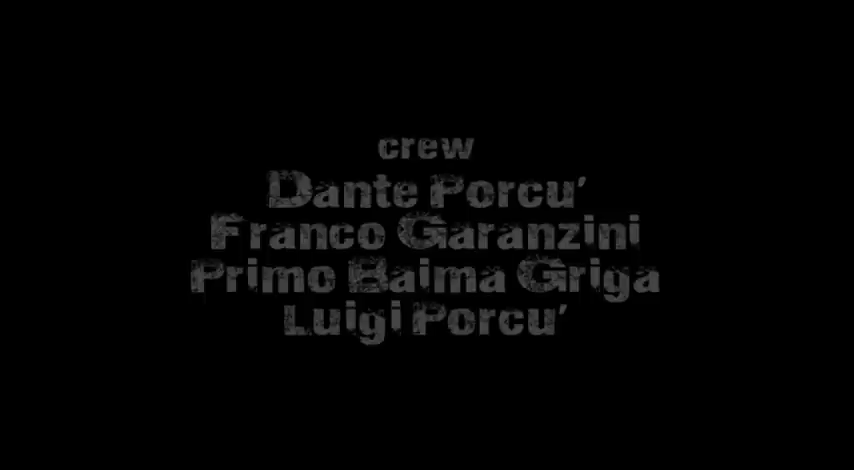 crew
Dante Porcu'
Franco Garanzini
Primo Baima Griga
Luigi Porcu'